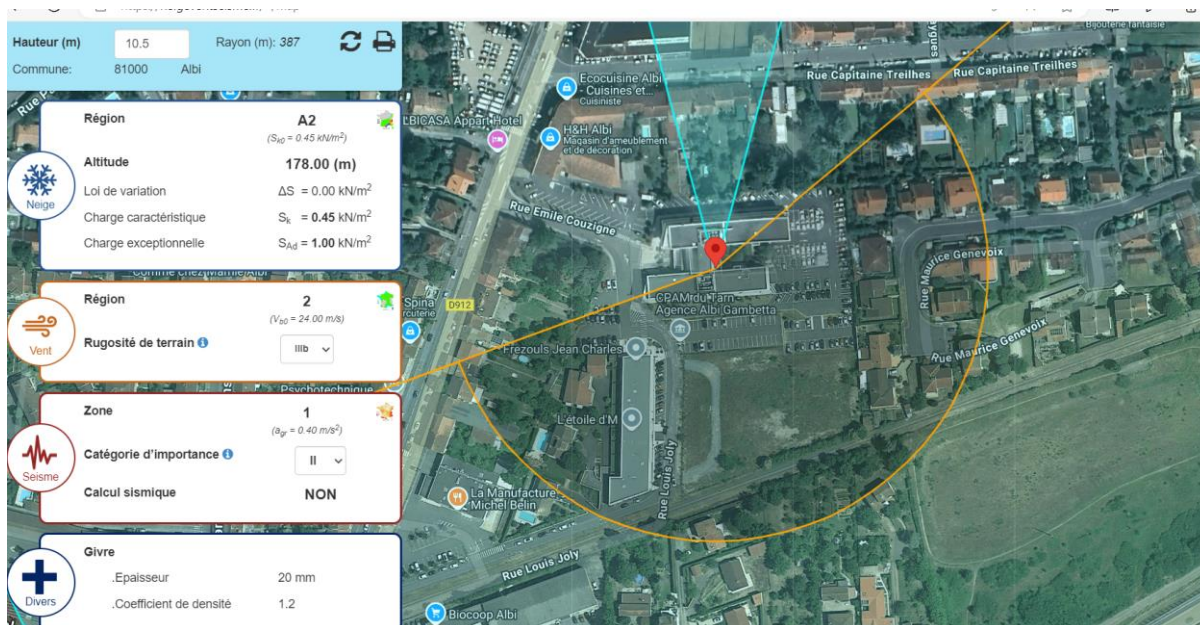 Hauteur (m) 10.5 Rayon (m): 387
Commune: 81000 Albi
Région A2
(Sk0 = 0.45 kN/m²)
Altitude 178.00 (m)
Loi de variation ΔS = 0.00 kN/m²
Charge caractéristique Sk = 0.45 kN/m²
Charge exceptionnelle SAd = 1.00 kN/m²
Neige
Région 2
(Vb0 = 24.00 m/s)
Rugosité de terrain IIIb
Vent
Zone 1
(agr = 0.40 m/s²)
Catégorie d'importance II
Calcul sismique NON
Seisme
Givre
.Epaisseur 20 mm
.Coefficient de densité 1.2
Divers
Bijouterie fantaisie
Rue Capitaine Treilhes
Rue Capitaine Treilhes
Ecocuisine Albi
- Cuisines et...
Cuisiniste
L'BICASA Appart Hotel
H&H Albi
Magasin d'ameublement
et de décoration
Rue Emile Couzigne
Rue Maurice Genevoix
Rue Maurice Genevoix
Spina
D912
CPAM du Tarn -
Agence Albi Gambetta
Frezouls Jean Charles
Psychotechnique
L'étoile d'M
La Manufacture
Michel Belin
Rue Louis Joly
Rue Louis Joly
Biocoop Albi